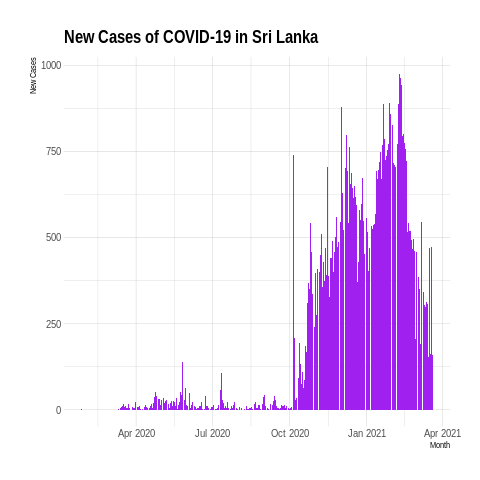 New Cases of COVID-19 in Sri Lanka
New Cases
1000
750
500
250
0
Apr 2020 Jul 2020 Oct 2020 Jan 2021 Apr 2021
Month